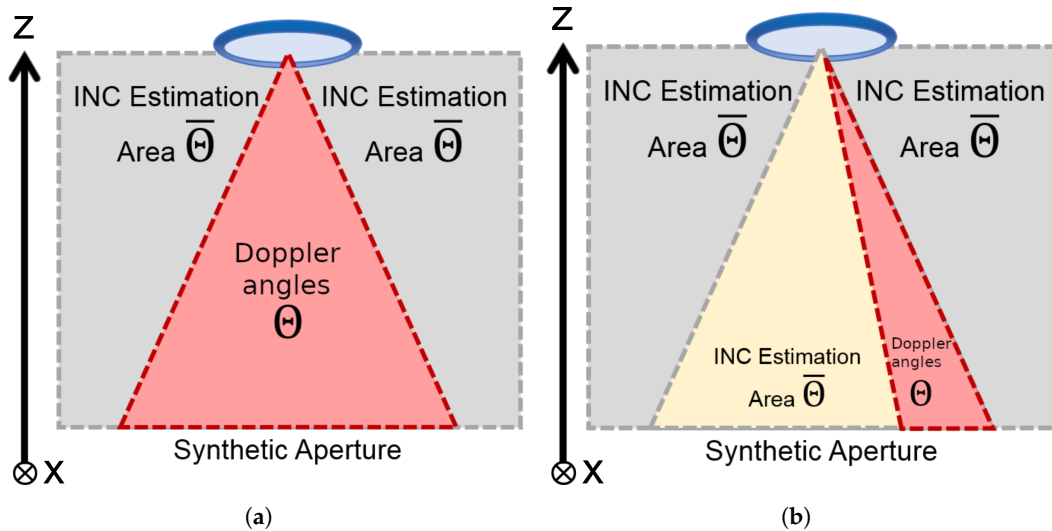 Z
INC Estimation
Area Θ̅
INC Estimation
Area Θ̅
Doppler
angles
Θ
Synthetic Aperture
X
(a)
Z
INC Estimation
Area Θ̅
INC Estimation
Area Θ̅
INC Estimation
Area Θ̅
Doppler
angles
Θ
Synthetic Aperture
X
(b)